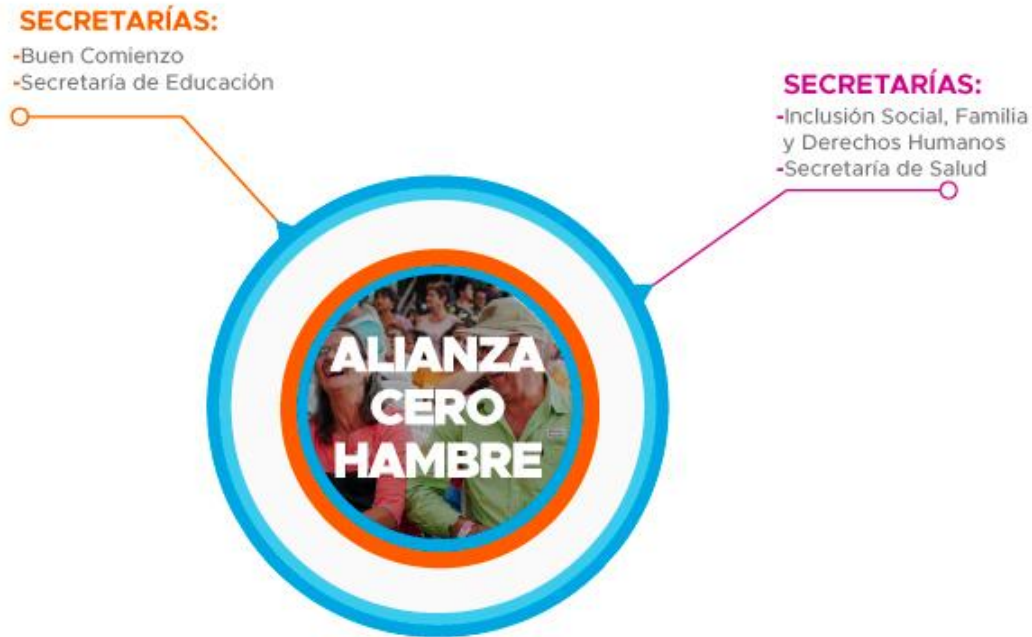 SECRETARÍAS:
-Buen Comienzo
-Secretaría de Educación
SECRETARÍAS:
-Inclusión Social, Familia
y Derechos Humanos
-Secretaría de Salud
ALIANZA
CERO
HAMBRE